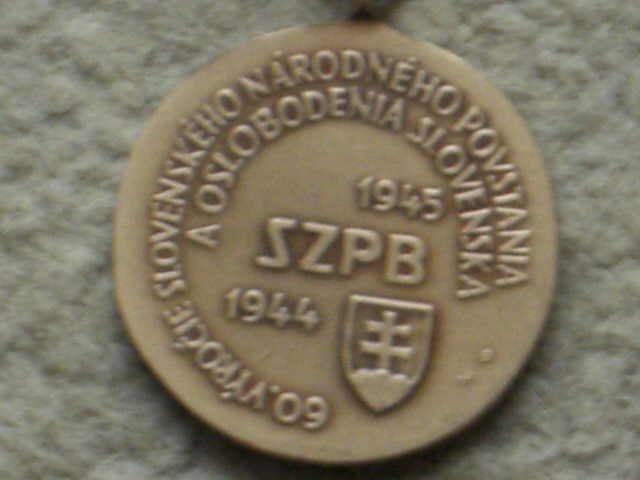 60. VÝROČIE SLOVENSKÉHO NÁRODNÉHO POVSTANIA
A OSLOBODENIA SLOVENSKA
1945
SZPB
1944